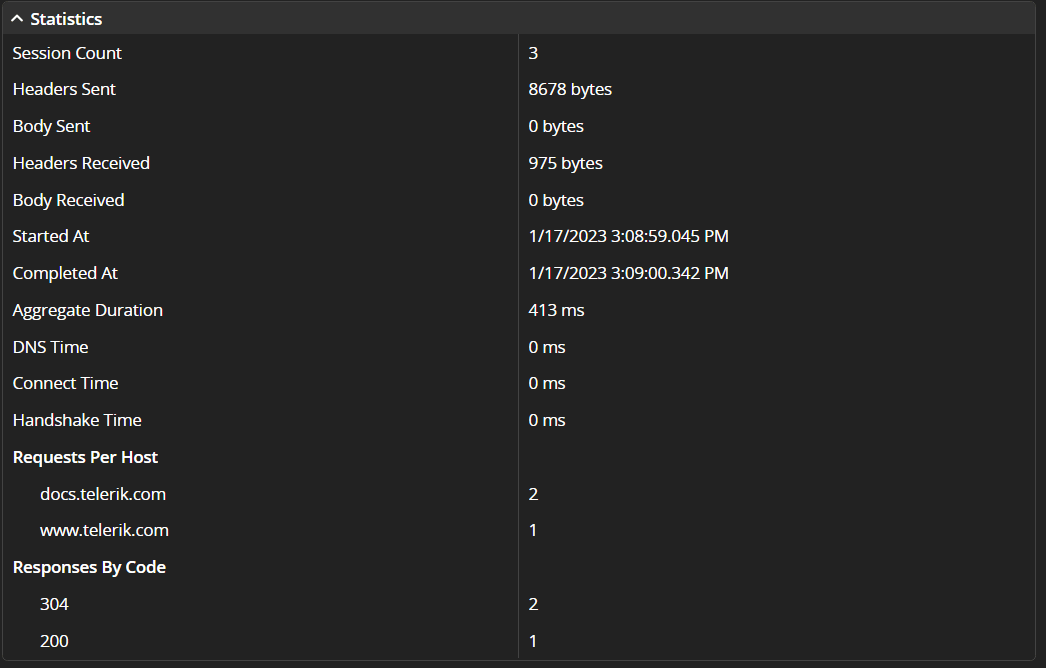 Statistics
Session Count 3
Headers Sent 8678 bytes
Body Sent 0 bytes
Headers Received 975 bytes
Body Received 0 bytes
Started At 1/17/2023 3:08:59.045 PM
Completed At 1/17/2023 3:09:00.342 PM
Aggregate Duration 413 ms
DNS Time 0 ms
Connect Time 0 ms
Handshake Time 0 ms
Requests Per Host
docs.telerik.com 2
www.telerik.com 1
Responses By Code
304 2
200 1